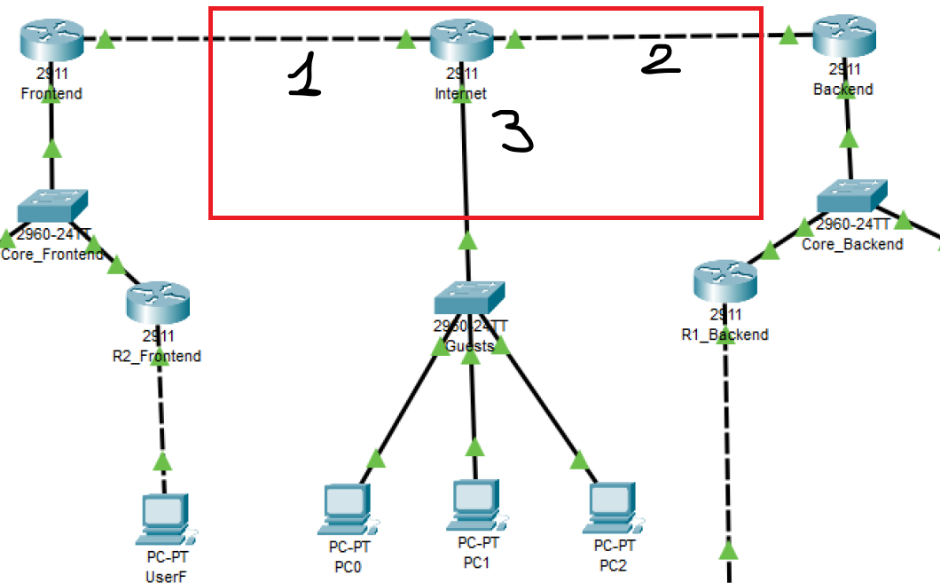 2911
Frontend
1
2911
Internet
2
2911
Backend
3
2960-24TT
Core_Frontend
2960-24TT
Core_Backend
2911
R2_Frontend
2960-24TT
Guests
2911
R1_Backend
PC-PT
UserF
PC-PT
PC0
PC-PT
PC1
PC-PT
PC2